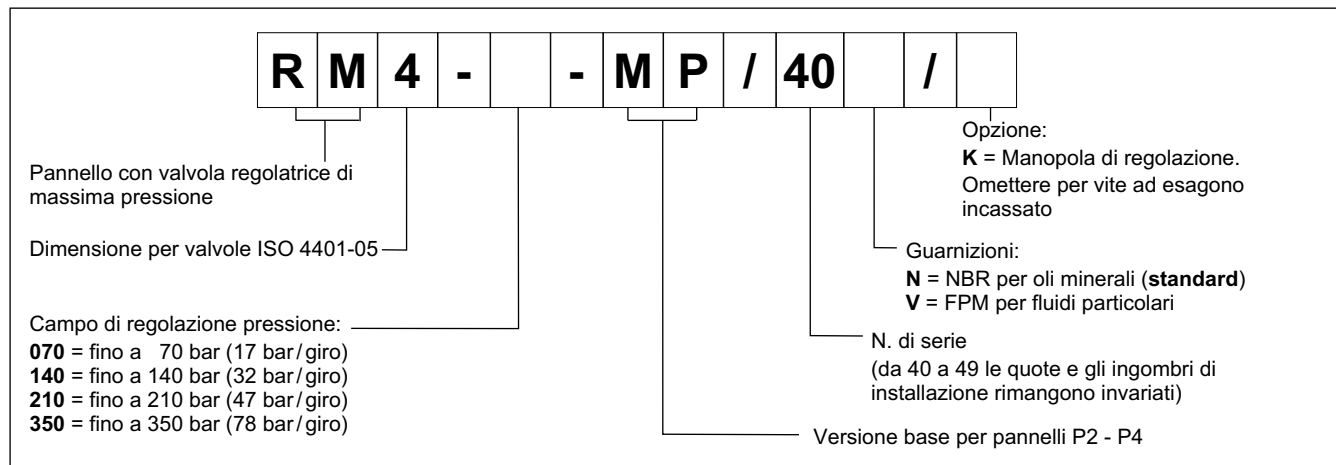 R M 4 - - M P / 40 /
Pannello con valvola regolatrice di
massima pressione
Dimensione per valvole ISO 4401-05
Campo di regolazione pressione:
070 = fino a 70 bar (17 bar/giro)
140 = fino a 140 bar (32 bar/giro)
210 = fino a 210 bar (47 bar/giro)
350 = fino a 350 bar (78 bar/giro)
Opzione:
K = Manopola di regolazione.
Omettere per vite ad esagono
incassato
Guarnizioni:
N = NBR per oli minerali (standard)
V = FPM per fluidi particolari
N. di serie
(da 40 a 49 le quote e gli ingombri di
installazione rimangono invariati)
Versione base per pannelli P2 - P4